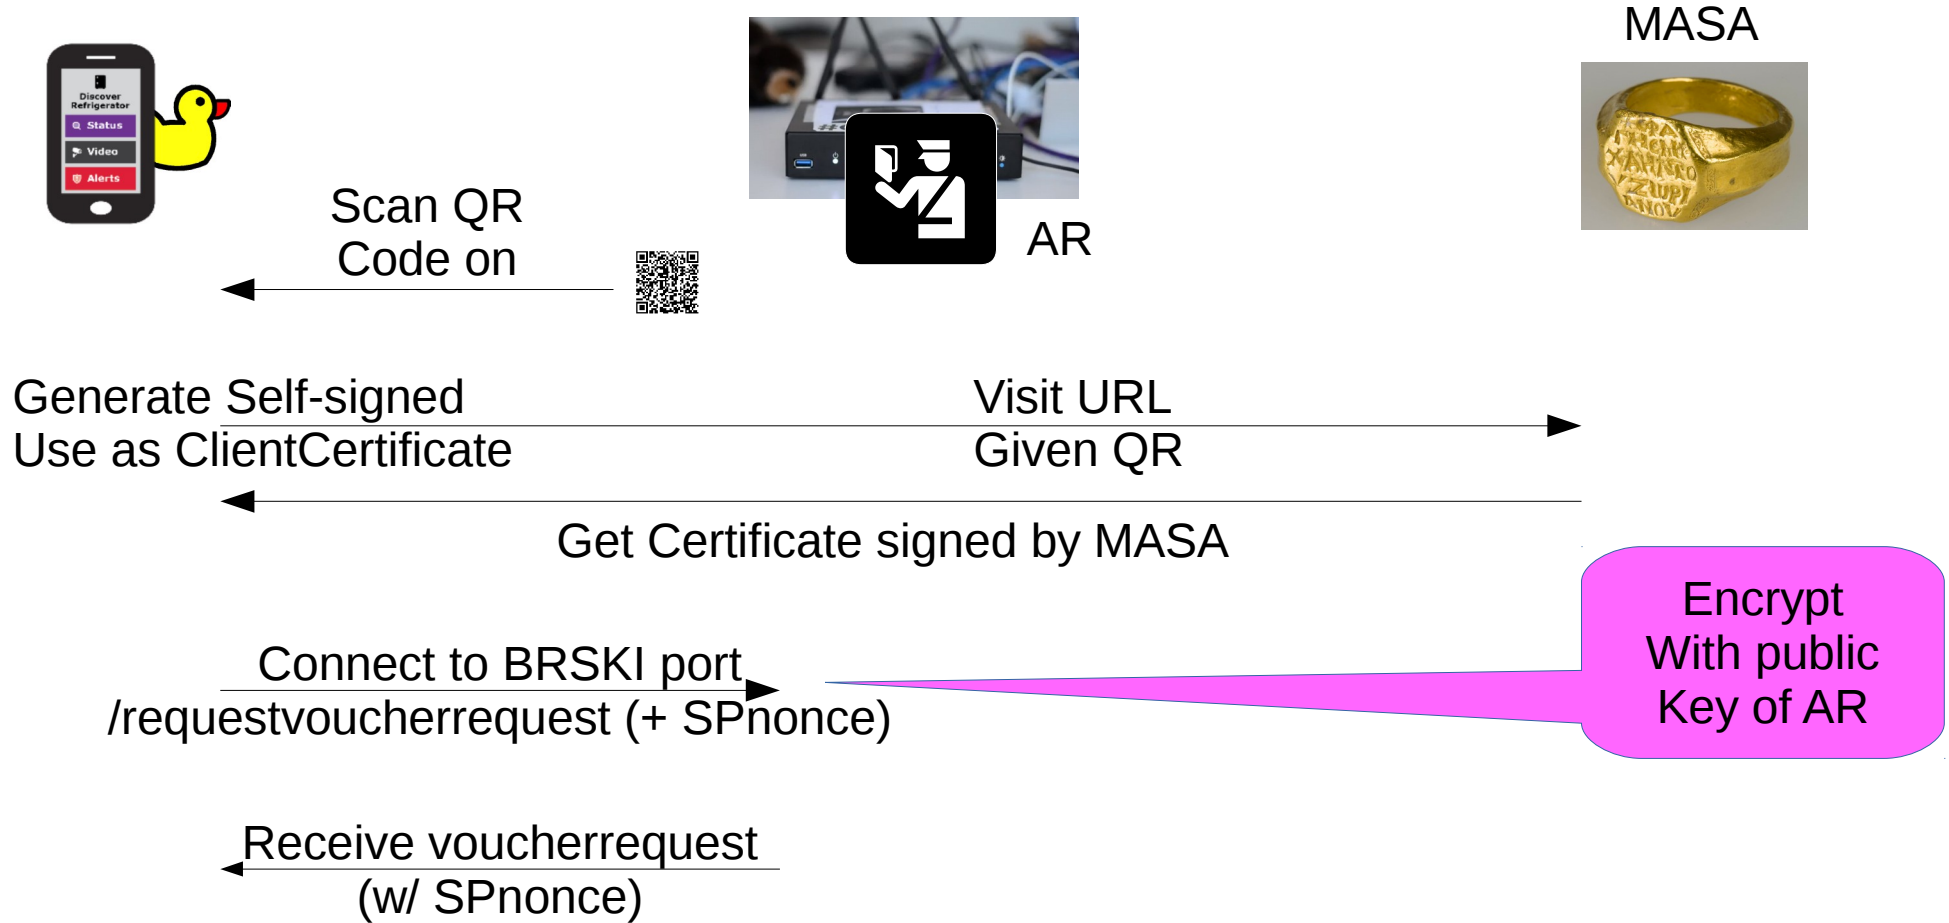 MASA
Discover
Refrigerator
Status
Video
Alerts
Scan QR
Code on
AR
Generate Self-signed
Use as ClientCertificate
Visit URL
Given QR
Get Certificate signed by MASA
Encrypt
With public
Key of AR
Connect to BRSKI port
/requestvoucherrequest (+ SPnonce)
Receive voucherrequest
(w/ SPnonce)